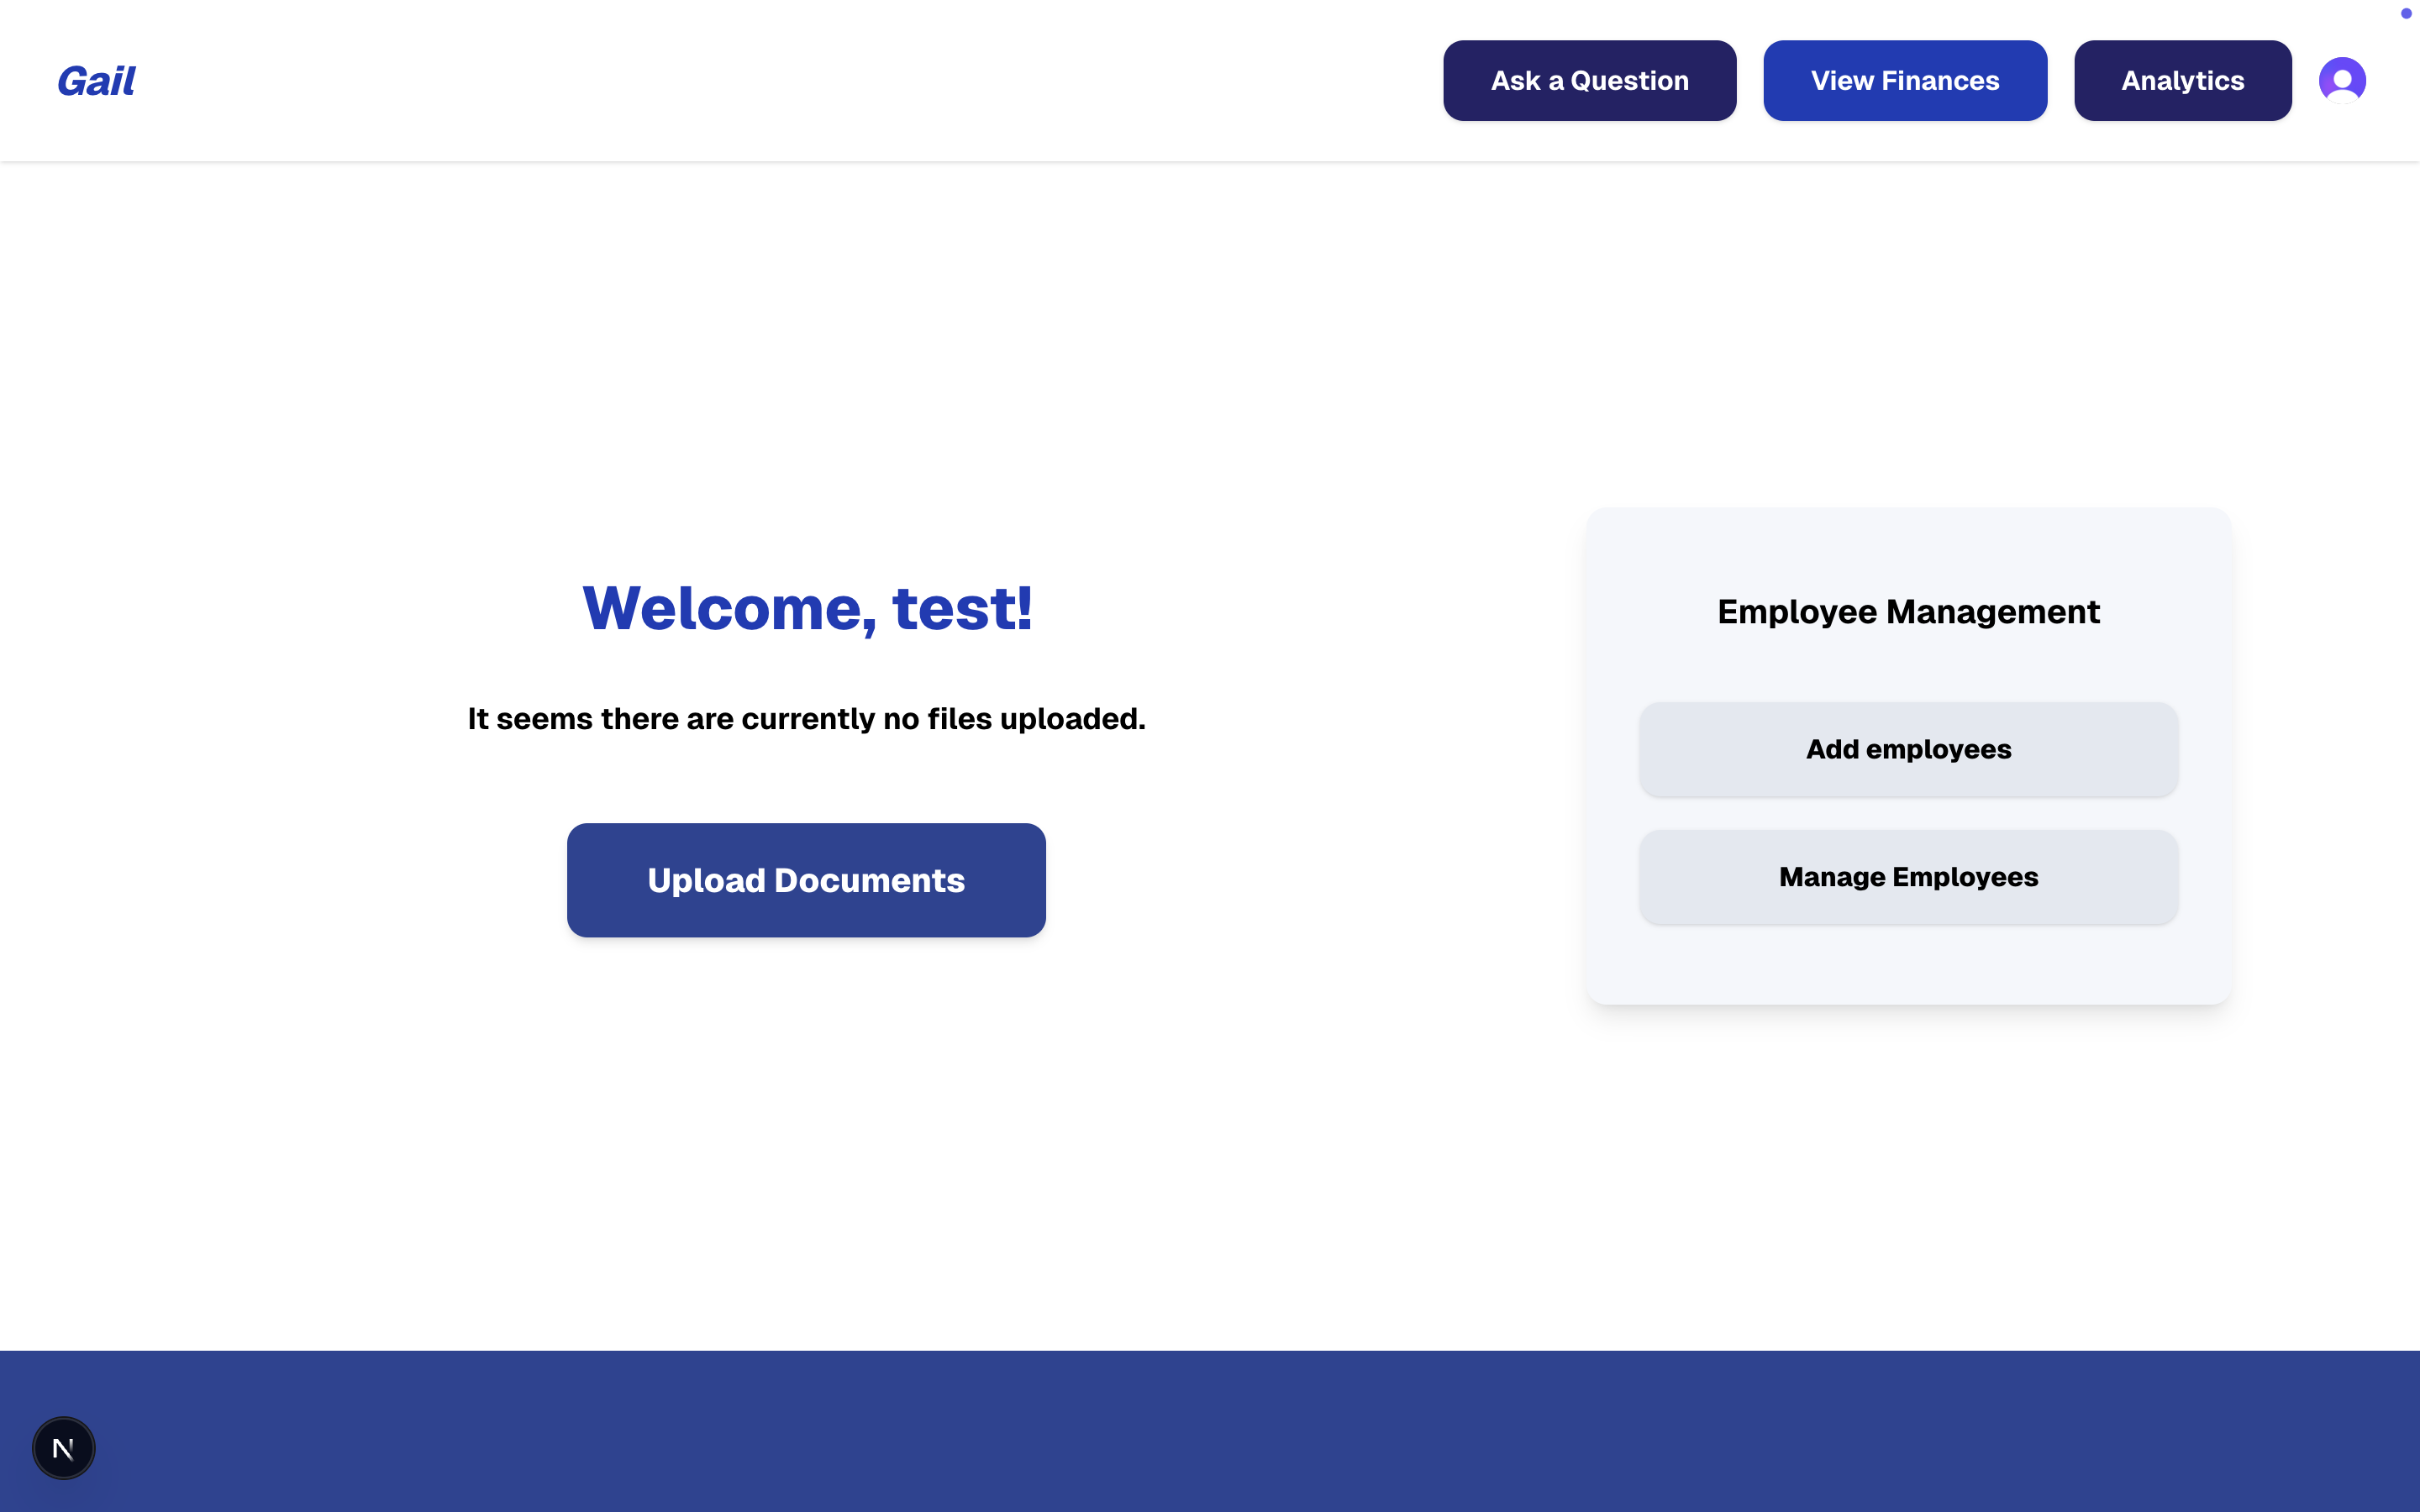 Gail
Ask a Question
View Finances
Analytics
Welcome, test!
It seems there are currently no files uploaded.
Upload Documents
Employee Management
Add employees
Manage Employees
N